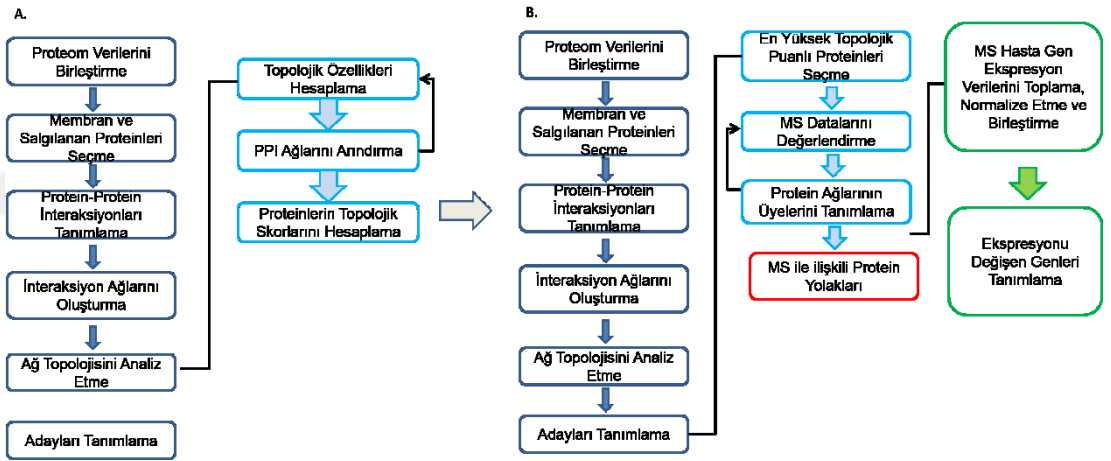 A.
Proteom Verilerini
Birleştirme
Membran ve
Salgılanan Proteinleri
Seçme
Protein-Protein
İnteraksiyonları
Tanımlama
İnteraksiyon Ağlarını
Oluşturma
Ağ Topolojisini Analiz
Etme
Adayları Tanımlama
Topolojik Özellikleri
Hesaplama
PPI Ağlarını Arındırma
Proteinlerin Topolojik
Skorlarını Hesaplama
B.
Proteom Verilerini
Birleştirme
Membran ve
Salgılanan Proteinleri
Seçme
Protein-Protein
İnteraksiyonları
Tanımlama
İnteraksiyon Ağlarını
Oluşturma
Ağ Topolojisini Analiz
Etme
Adayları Tanımlama
En Yüksek Topolojik
Puanlı Proteinleri
Seçme
MS Datalarını
Değerlendirme
Protein Ağlarının
Üyelerini Tanımlama
MS ile ilişkili Protein
Yolakları
MS Hasta Gen
Ekspresyon
Verilerini Toplama,
Normalize Etme ve
Birleştirme
Ekspresyonu
Değişen Genleri
Tanımlama